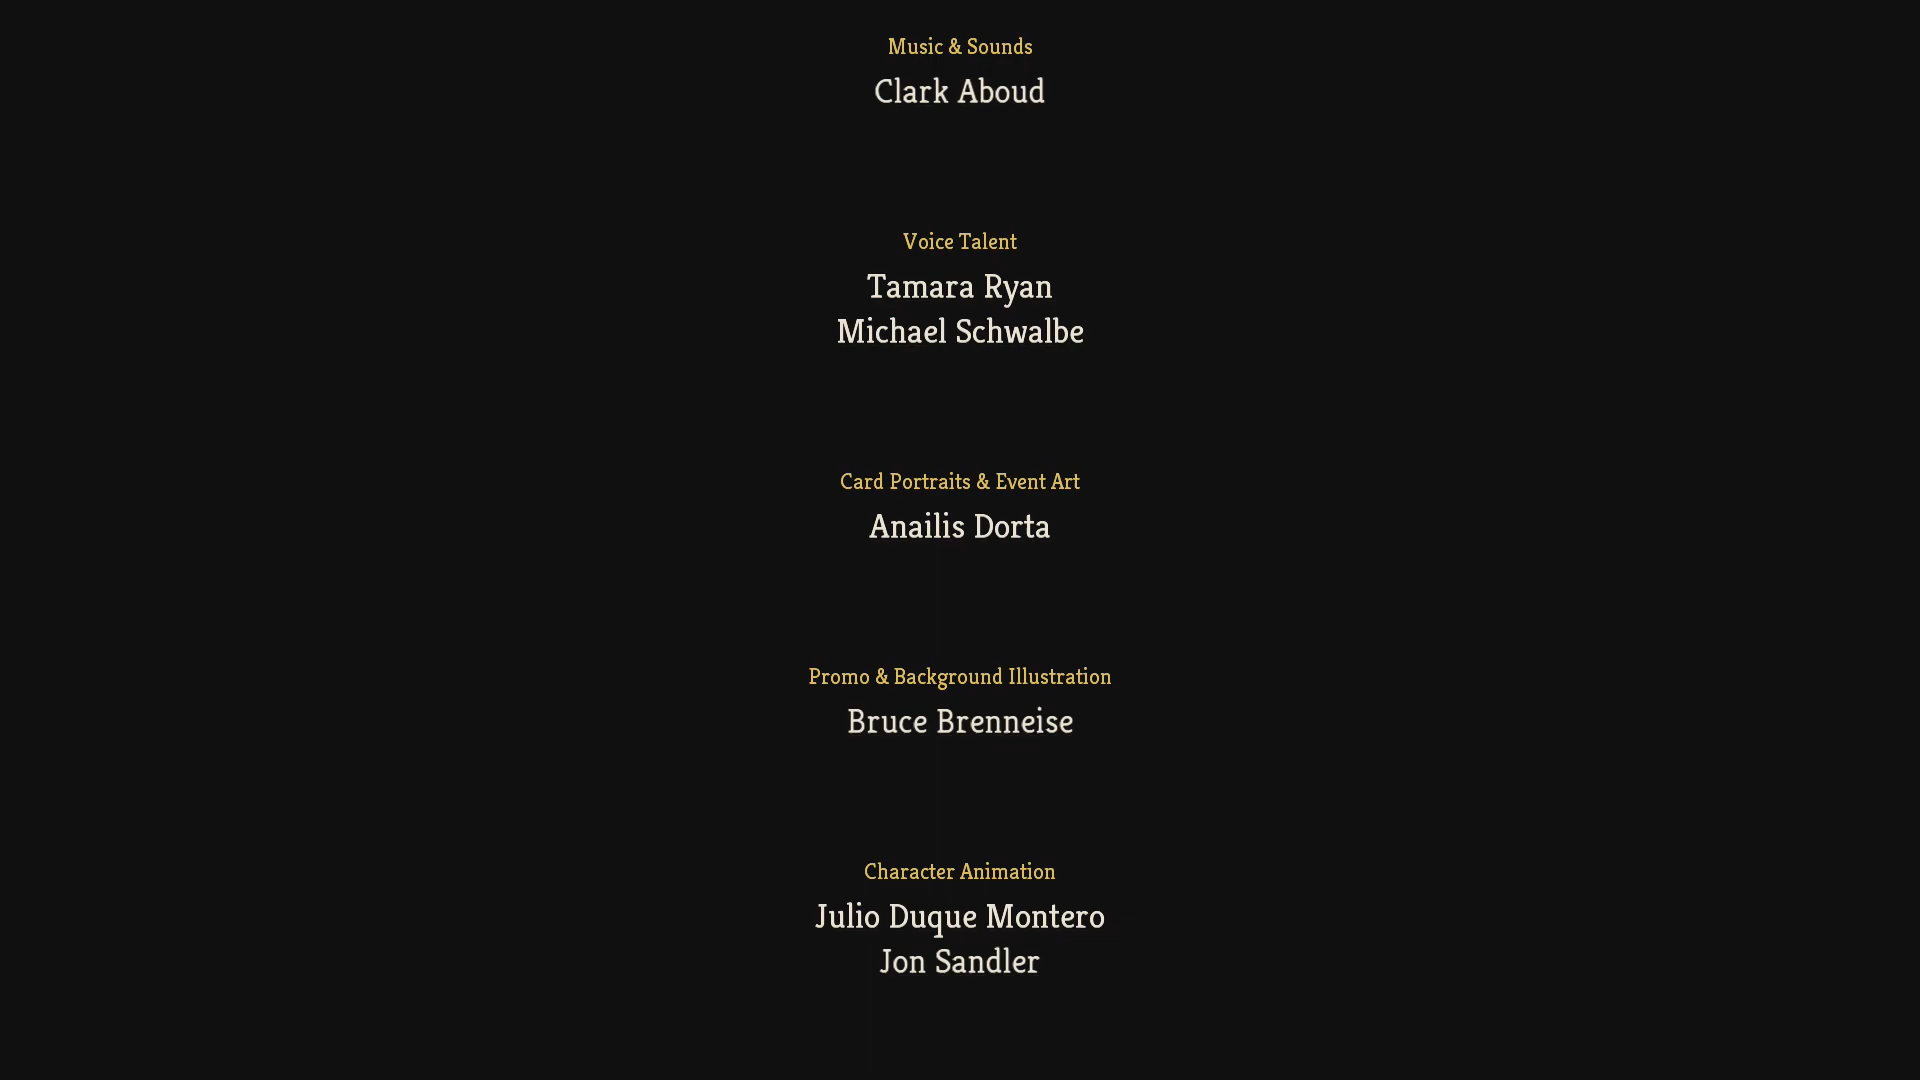 Music & Sounds
Clark Aboud
Voice Talent
Tamara Ryan
Michael Schwalbe
Card Portraits & Event Art
Anailis Dorta
Promo & Background Illustration
Bruce Brenneise
Character Animation
Julio Duque Montero
Jon Sandler